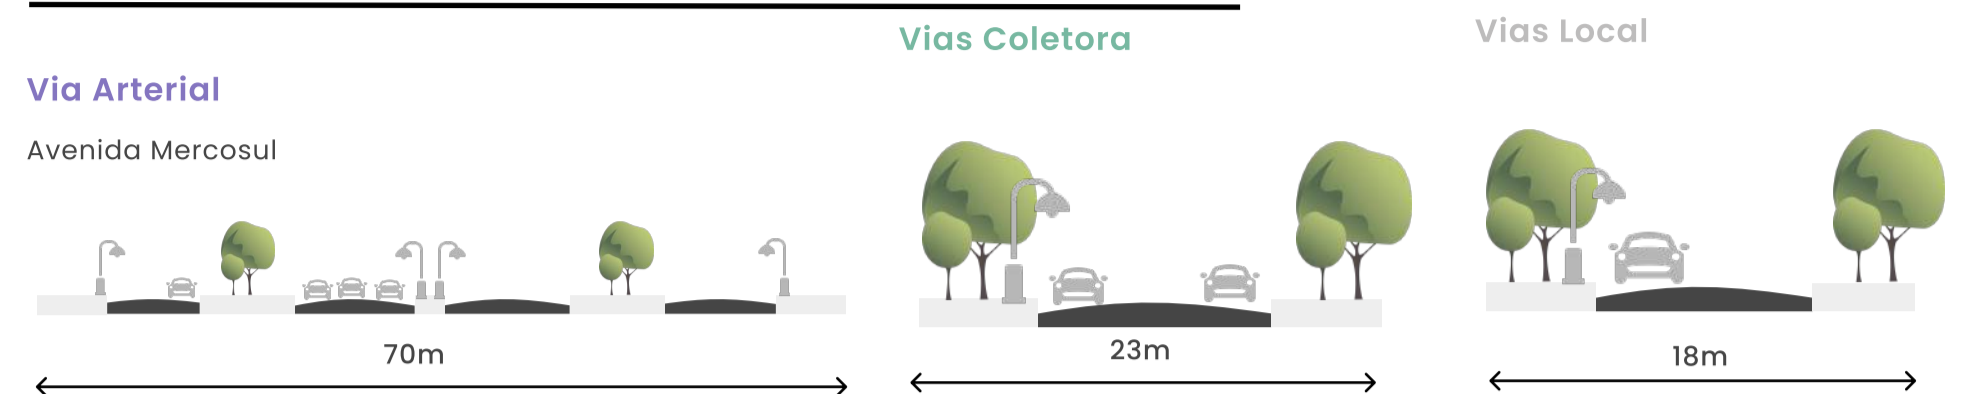 Via Arterial
Avenida Mercosul
70m
Vias Coletora
23m
Vias Local
18m